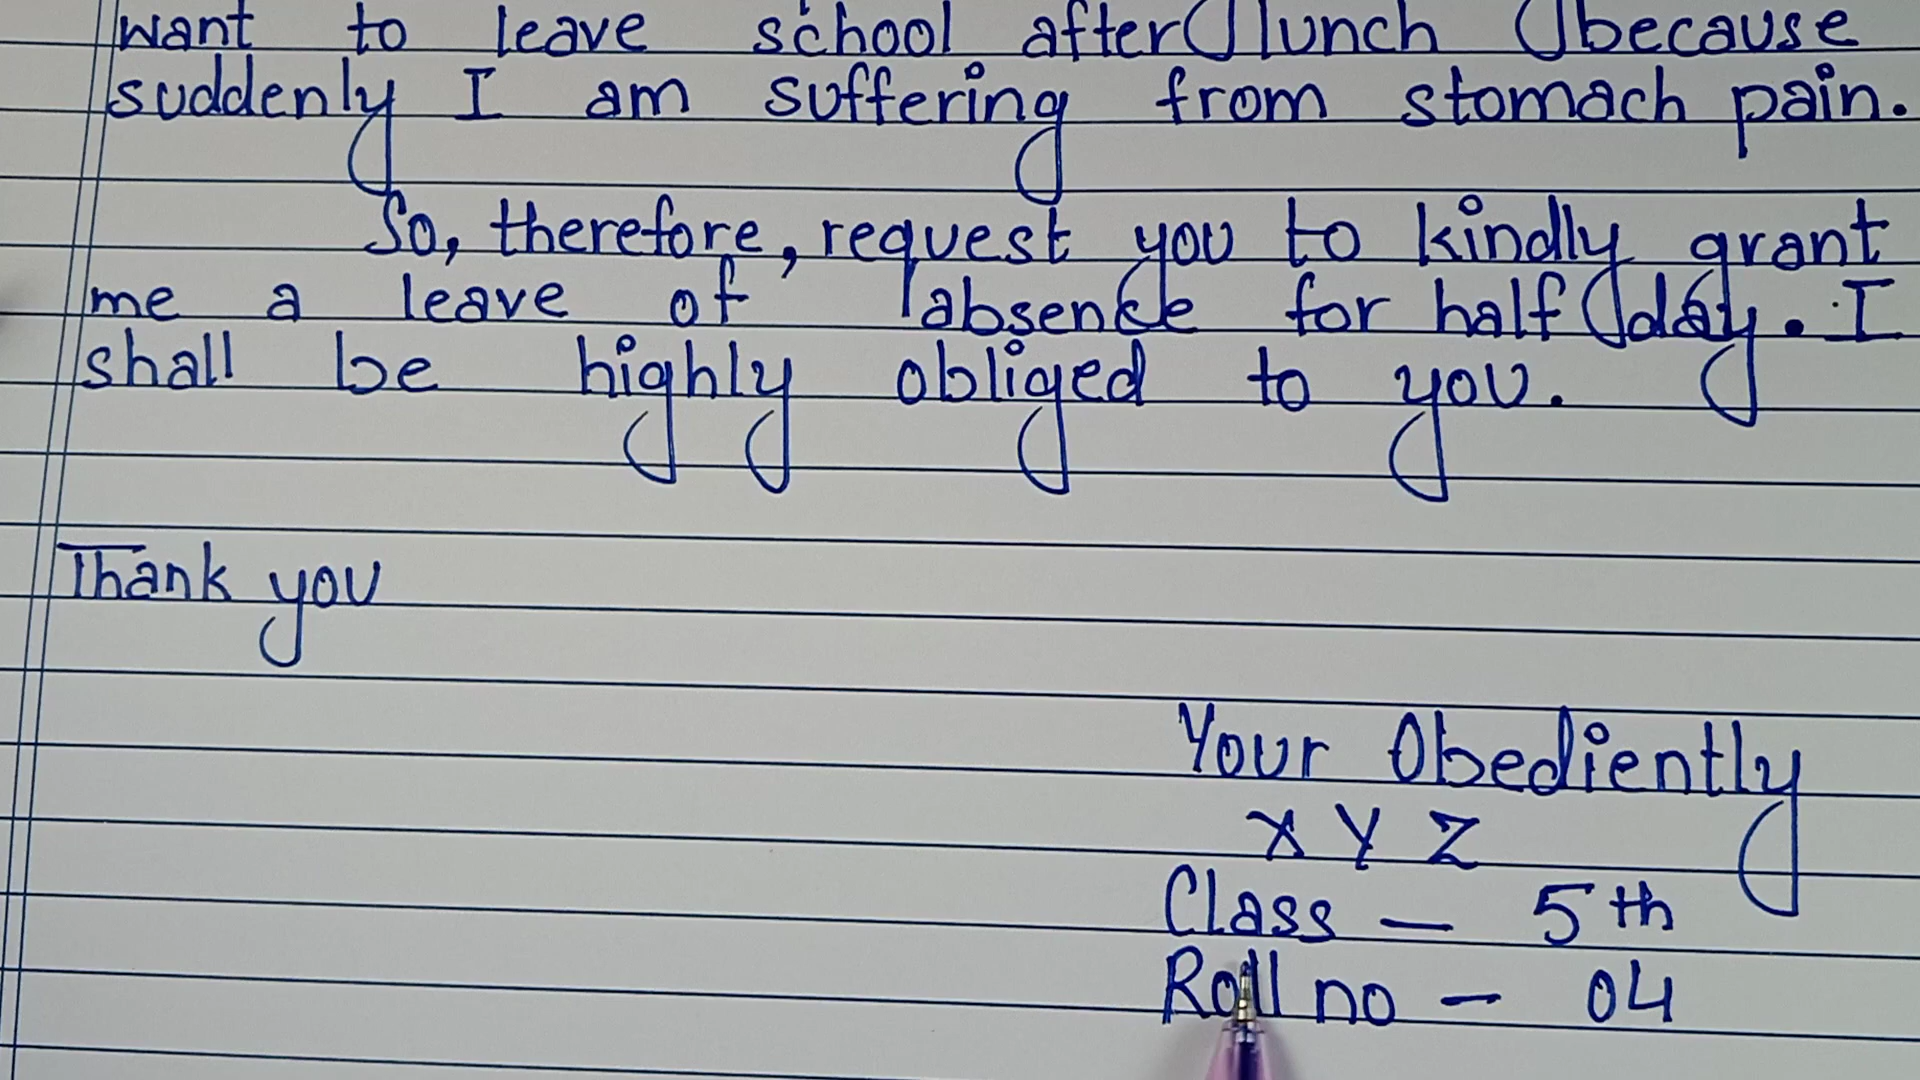 want to leave school after lunch because
suddenly I am suffering from stomach pain.
So, therefore, request you to kindly grant
me a leave of absence for half day. I
shall be highly obliged to you.
Thank you
Your Obediently
X Y Z
Class - 5th
Roll no - 04